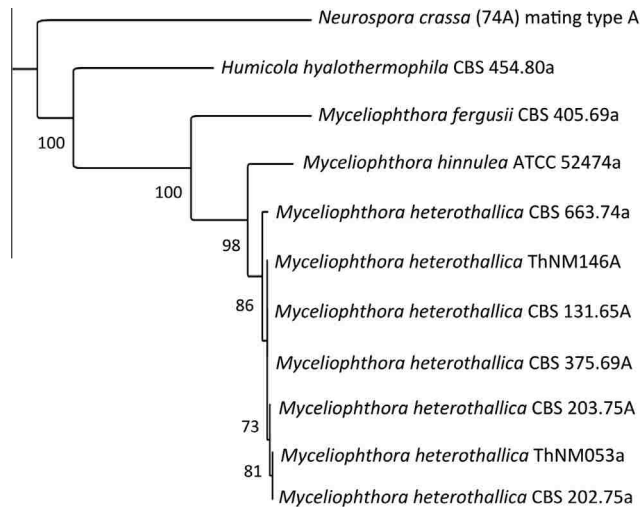 Neurospora crassa (74A) mating type A
Humicola hyalothermophila CBS 454.80a
Myceliophthora fergusii CBS 405.69a
100
Myceliophthora hinnulea ATCC 52474a
100
Myceliophthora heterothallica CBS 663.74a
98
Myceliophthora heterothallica ThNM146A
86
Myceliophthora heterothallica CBS 131.65A
Myceliophthora heterothallica CBS 375.69A
Myceliophthora heterothallica CBS 203.75A
73
Myceliophthora heterothallica ThNM053a
81
Myceliophthora heterothallica CBS 202.75a